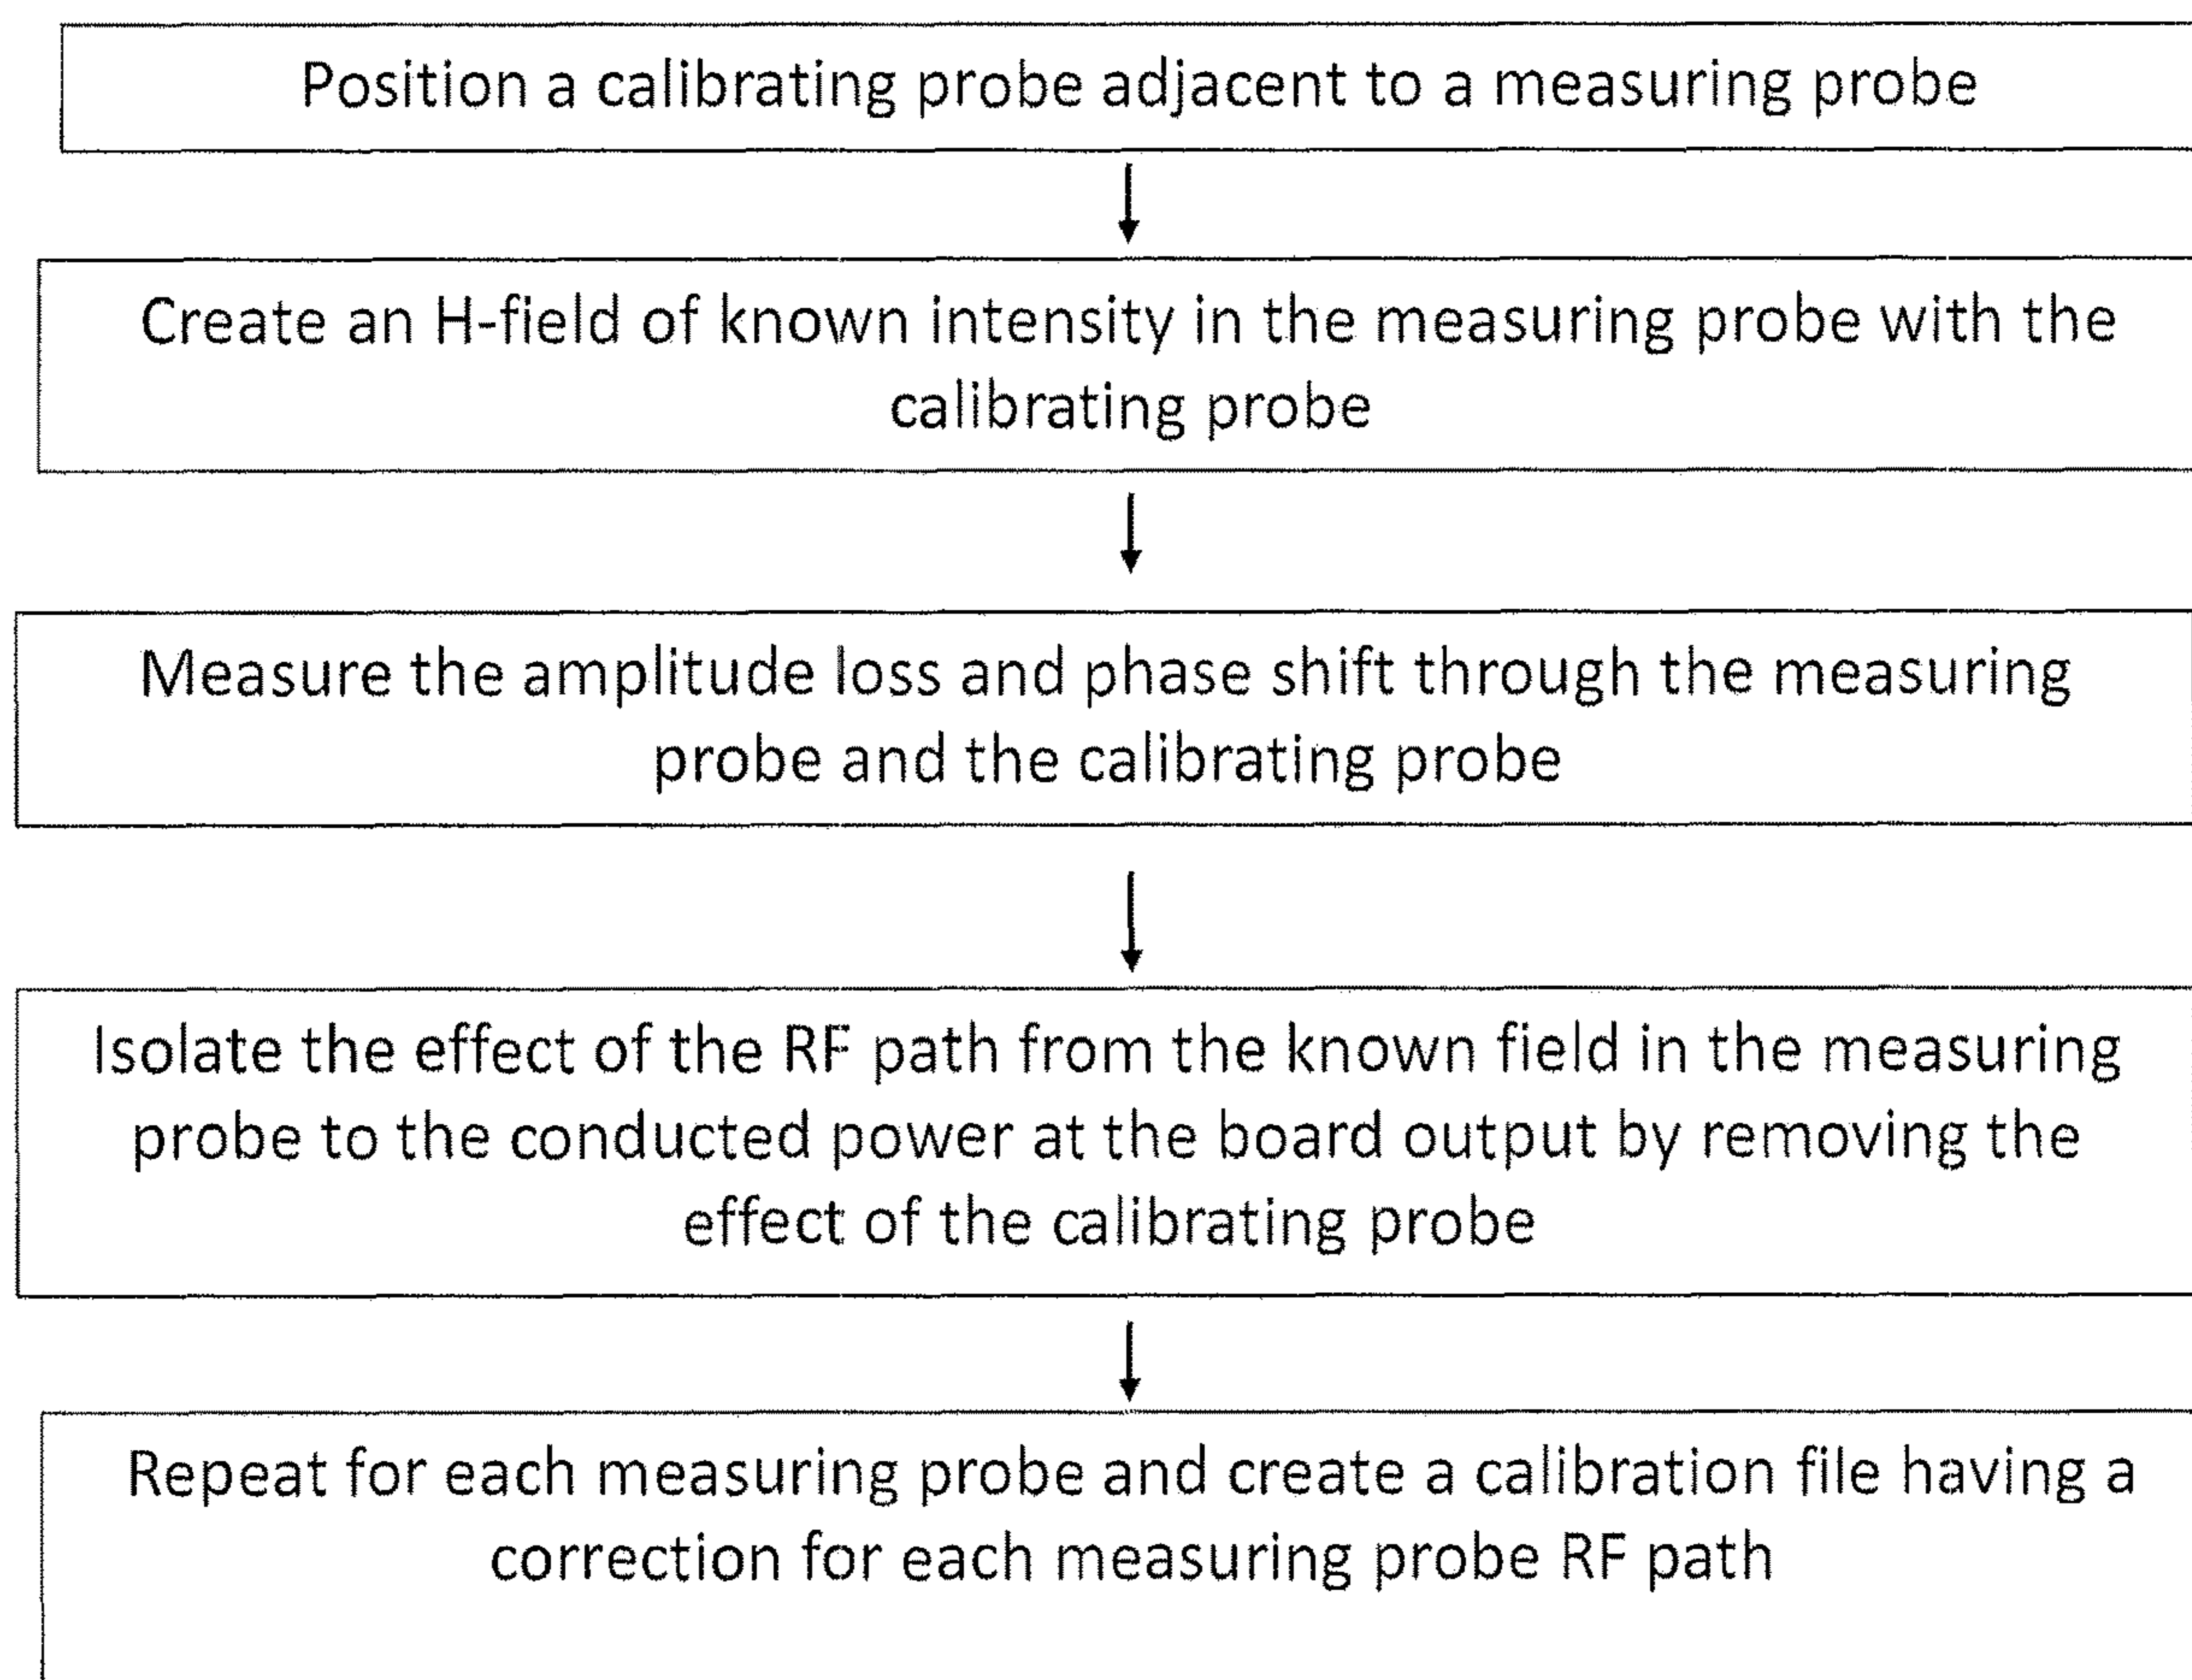 Position a calibrating probe adjacent to a measuring probe
Create an H-field of known intensity in the measuring probe with the
calibrating probe
Measure the amplitude loss and phase shift through the measuring
probe and the calibrating probe
Isolate the effect of the RF path from the known field in the measuring
probe to the conducted power at the board output by removing the
effect of the calibrating probe
Repeat for each measuring probe and create a calibration file having a
correction for each measuring probe RF path